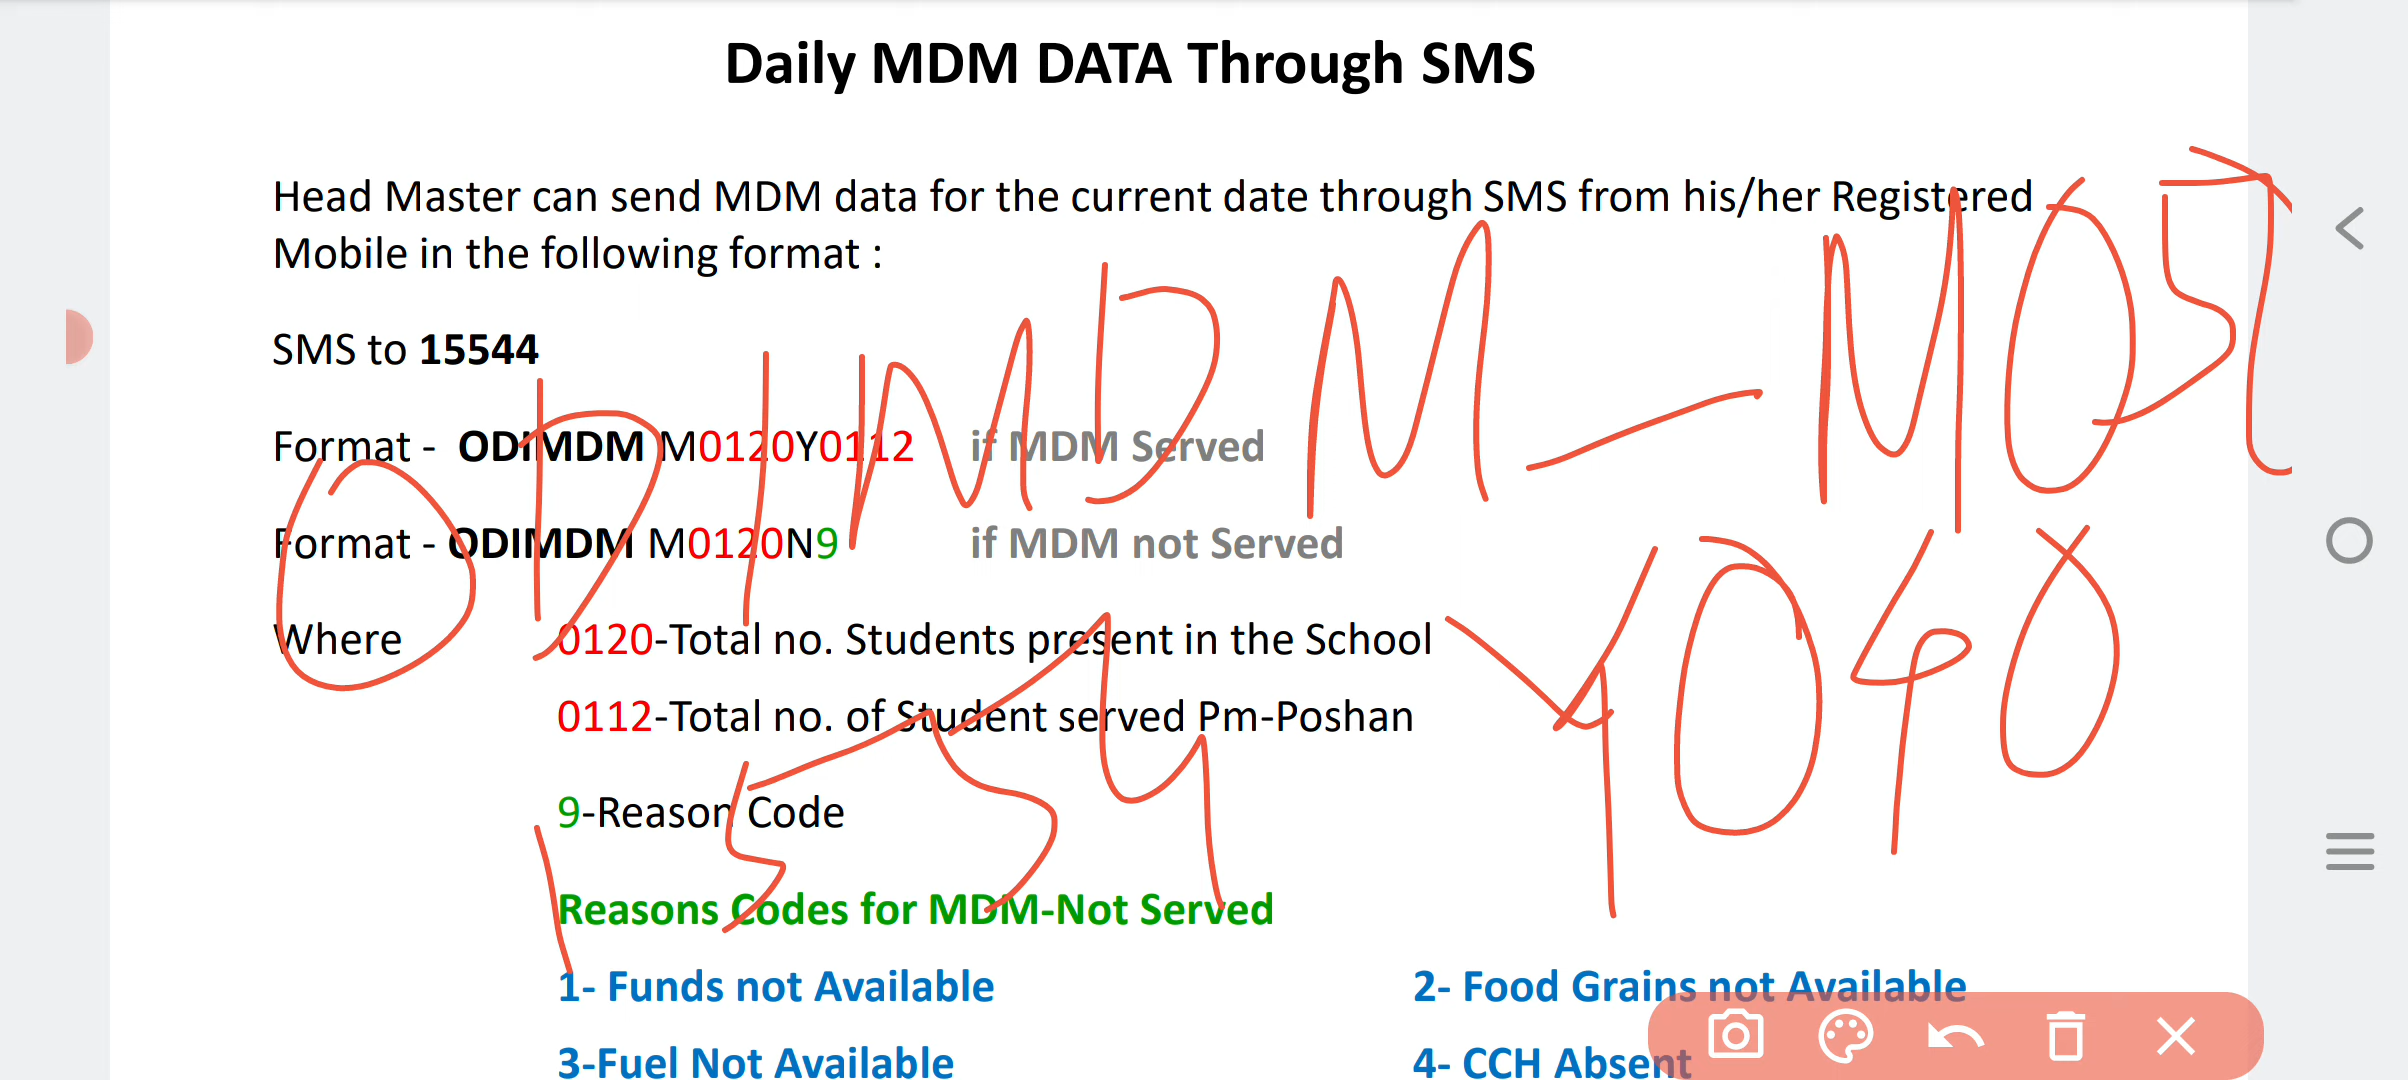 Daily MDM DATA Through SMS
Head Master can send MDM data for the current date through SMS from his/her Registered
Mobile in the following format :
SMS to 15544
Format - ODIMDM M0120Y0112 if MDM Served
Format - ODIMDM M0120N9 if MDM not Served
Where 0120-Total no. Students present in the School
0112-Total no. of Student served Pm-Poshan
9-Reason Code
Reasons Codes for MDM-Not Served
1- Funds not Available 2- Food Grains not Available
3-Fuel Not Available 4- CCH Absent
ODIMDM - M050
Y040
15544